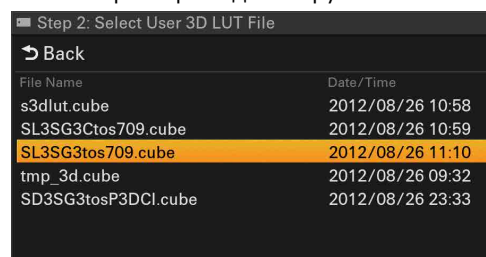 Step 2: Select User 3D LUT File
Back
File Name Date/Time
s3dlut.cube 2012/08/26 10:58
SL3SG3Ctos709.cube 2012/08/26 10:59
SL3SG3tos709.cube 2012/08/26 11:10
tmp_3d.cube 2012/08/26 09:32
SD3SG3tosP3DCI.cube 2012/08/26 23:33